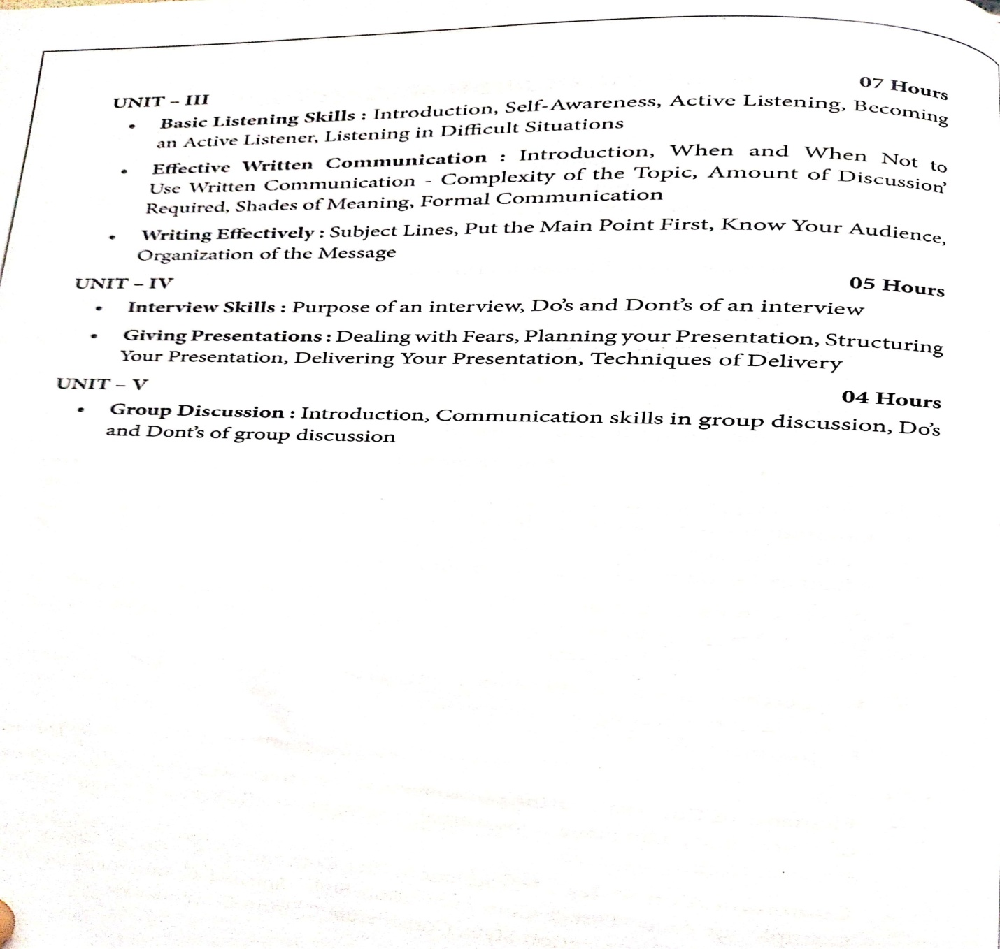 07 Hours
UNIT – III
• Basic Listening Skills : Introduction, Self-Awareness, Active Listening, Becoming
an Active Listener, Listening in Difficult Situations
• Effective Written Communication : Introduction, When and When Not to
Use Written Communication - Complexity of the Topic, Amount of Discussion’
Required, Shades of Meaning, Formal Communication
• Writing Effectively : Subject Lines, Put the Main Point First, Know Your Audience,
Organization of the Message
UNIT – IV
05 Hours
• Interview Skills : Purpose of an interview, Do’s and Dont’s of an interview
• Giving Presentations : Dealing with Fears, Planning your Presentation, Structuring
Your Presentation, Delivering Your Presentation, Techniques of Delivery
UNIT – V
04 Hours
• Group Discussion : Introduction, Communication skills in group discussion, Do’s
and Dont’s of group discussion